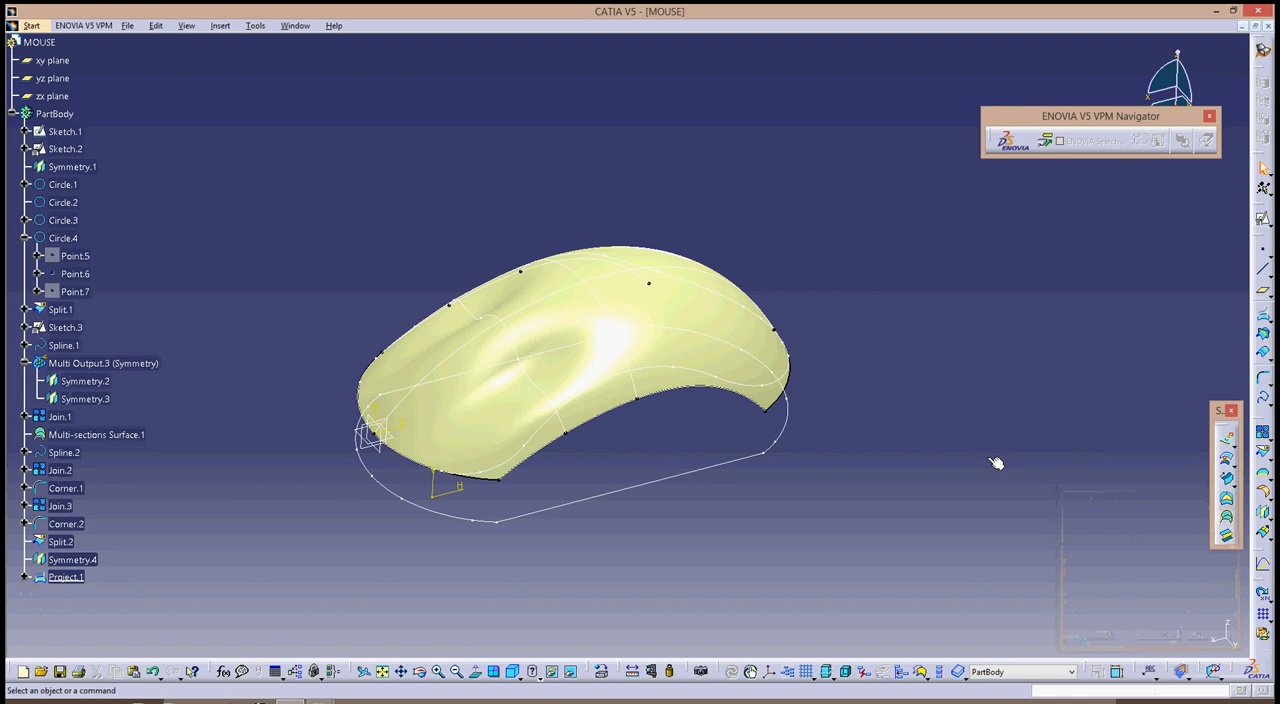 CATIA V5 - [MOUSE]
Start ENOVIA V5 VPM File Edit View Insert Tools Window Help
MOUSE
xy plane
yz plane
zx plane
PartBody
Sketch.1
Sketch.2
Symmetry.1
Circle.1
Circle.2
Circle.3
Circle.4
Point.5
Point.6
Point.7
Split.1
Sketch.3
Spline.1
Multi Output.3 (Symmetry)
Symmetry.2
Symmetry.3
Join.1
Multi-sections Surface.1
Spline.2
Join.2
Corner.1
Join.3
Corner.2
Split.2
Symmetry.4
Project.1
ENOVIA V5 VPM Navigator
ENOVIA
ENOVIA Search...
S...
H
PartBody
CATIA
Select an object or a command